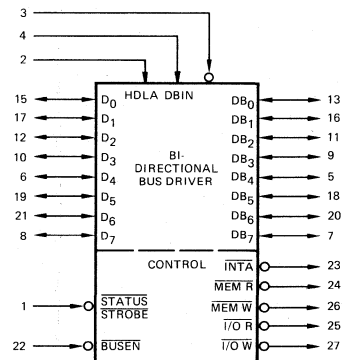 3
4
2
HDLA DBIN
15 D0 DB0 13
17 D1 DB1 16
12 D2 DB2 11
10 D3 DB3 9
6 D4 DB4 5
19 D5 DB5 18
21 D6 DB6 20
8 D7 DB7 7
BI-
DIRECTIONAL
BUS DRIVER
CONTROL
INTA 23
MEM R 24
1 STATUS STROBE
MEM W 26
I/O R 25
22 BUSEN
I/O W 27